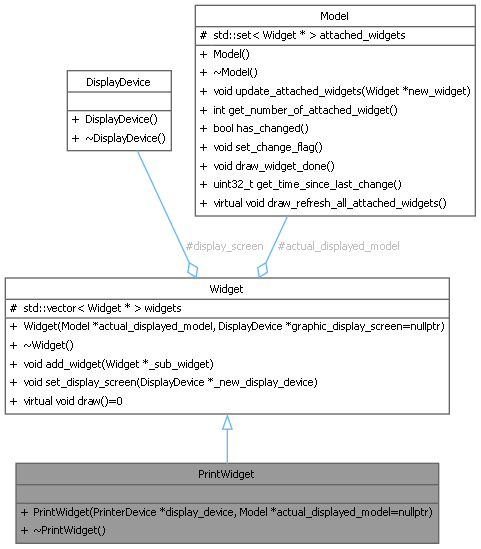 Model
# std::set< Widget * > attached_widgets
+ Model()
+ ~Model()
+ void update_attached_widgets(Widget *new_widget)
+ int get_number_of_attached_widget()
+ bool has_changed()
+ void set_change_flag()
+ void draw_widget_done()
+ uint32_t get_time_since_last_change()
+ virtual void draw_refresh_all_attached_widgets()
DisplayDevice
+ DisplayDevice()
+ ~DisplayDevice()
#display_screen
#actual_displayed_model
Widget
# std::vector< Widget * > widgets
+ Widget(Model *actual_displayed_model, DisplayDevice *graphic_display_screen=nullptr)
+ ~Widget()
+ void add_widget(Widget *_sub_widget)
+ void set_display_screen(DisplayDevice *_new_display_device)
+ virtual void draw()=0
PrintWidget
+ PrintWidget(PrinterDevice *display_device, Model *actual_displayed_model=nullptr)
+ ~PrintWidget()